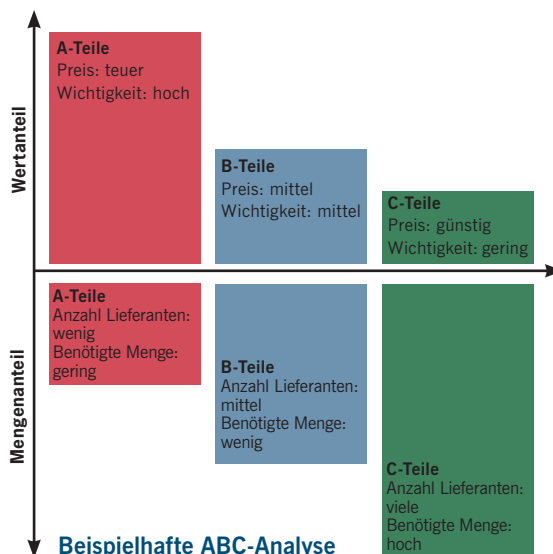 A-Teile
Preis: teuer
Wichtigkeit: hoch
Wertanteil
B-Teile
Preis: mittel
Wichtigkeit: mittel
C-Teile
Preis: günstig
Wichtigkeit: gering
A-Teile
Anzahl Lieferanten:
wenig
Benötigte Menge:
gering
Mengenanteil
B-Teile
Anzahl Lieferanten:
mittel
Benötigte Menge:
wenig
C-Teile
Anzahl Lieferanten:
viele
Benötigte Menge:
hoch
Beispielhafte ABC-Analyse